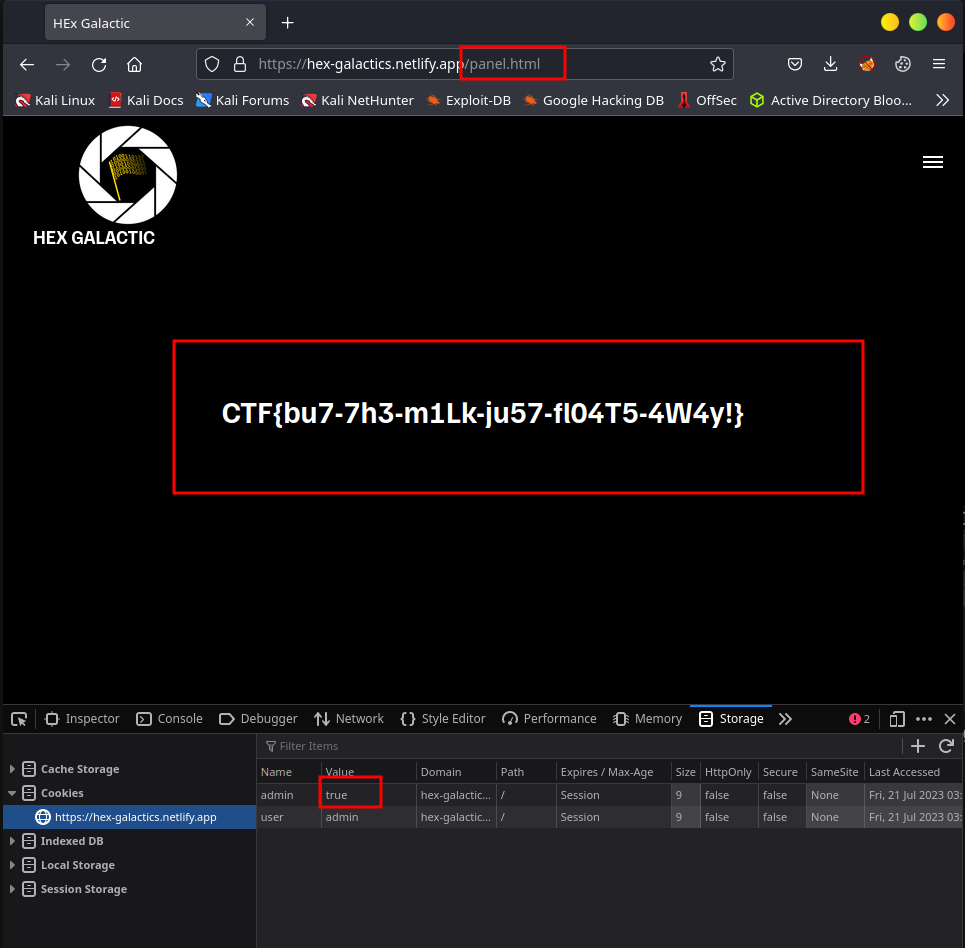 HEx Galactic
https://hex-galactics.netlify.app/panel.html
Kali Linux Kali Docs Kali Forums Kali NetHunter Exploit-DB Google Hacking DB OffSec Active Directory Bloo...
HEX GALACTIC
CTF{bu7-7h3-m1Lk-ju57-fl04T5-4W4y!}
Inspector Console Debugger Network Style Editor Performance Memory Storage 2
Filter Items
Cache Storage
Cookies
https://hex-galactics.netlify.app
Indexed DB
Local Storage
Session Storage
Name Value Domain Path Expires / Max-Age Size HttpOnly Secure SameSite Last Accessed
admin true hex-galactic... / Session 9 false false None Fri, 21 Jul 2023 03:
user admin hex-galactic... / Session 9 false false None Fri, 21 Jul 2023 03: